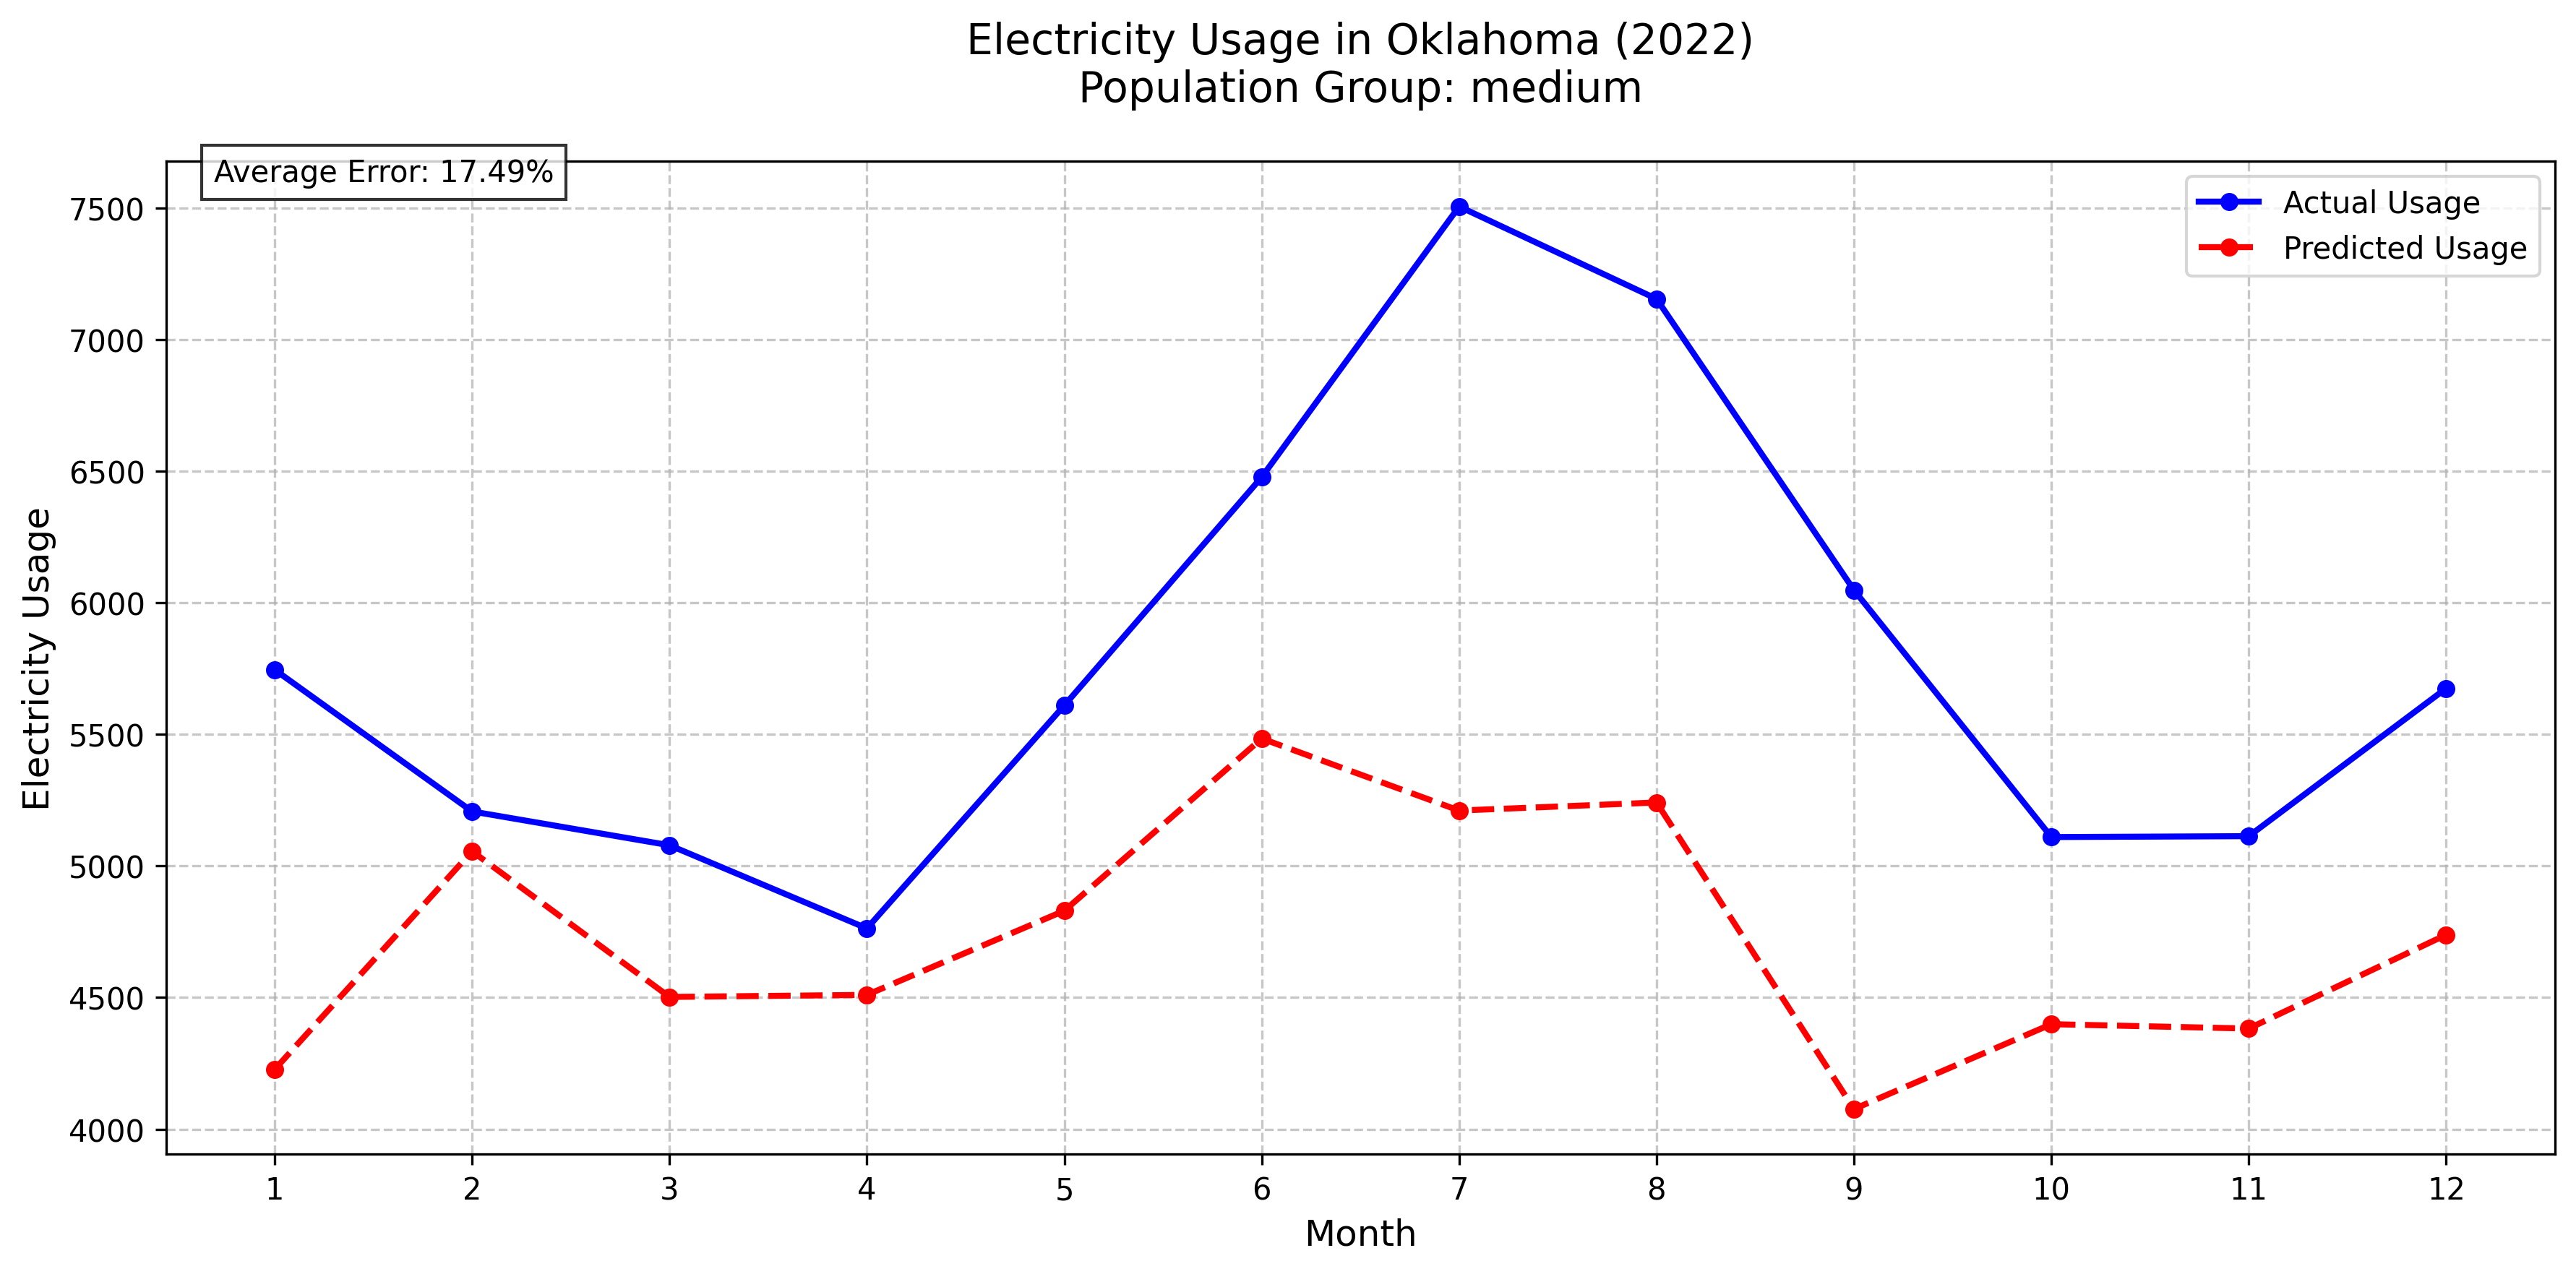 Electricity Usage in Oklahoma (2022)
Population Group: medium
Average Error: 17.49%
Actual Usage
Predicted Usage
Electricity Usage
7500
7000
6500
6000
5500
5000
4500
4000
1 2 3 4 5 6 7 8 9 10 11 12
Month